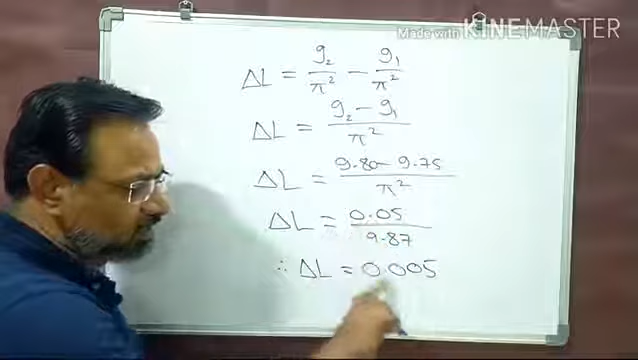 Made with KINEMASTER
ΔL = g₂/π² − g₁/π²
ΔL = g₂ − g₁/π²
ΔL = 9.80 − 9.75/π²
ΔL = 0.05/9.87
∴ ΔL = 0.005